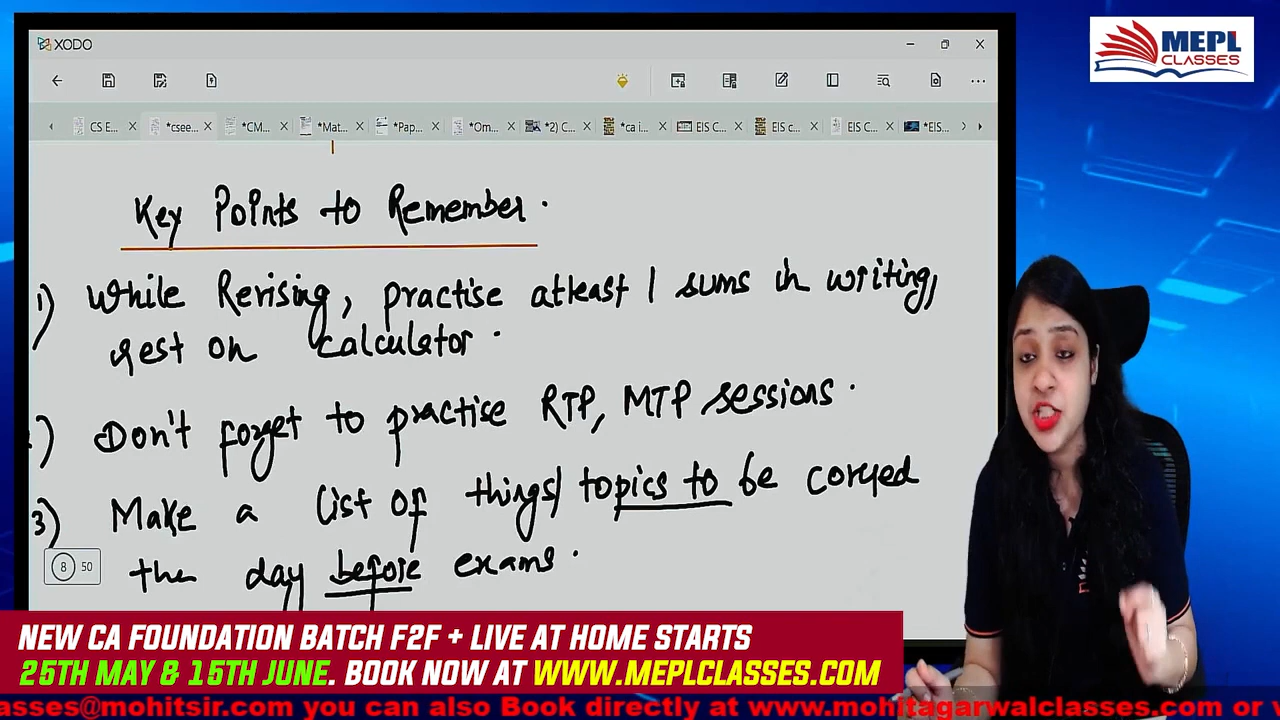 XODO
MEPL
CLASSES
CS E...
*csee...
*CM...
*Mat...
*Pap...
*Om...
*2) C...
*ca i...
EIS C...
EIS c...
EIS C...
*EIS...
Key Points to Remember.
1) While Revising, practise atleast 1 sums in writing,
rest on calculator.
) Don't forget to practise RTP, MTP sessions.
3) Make a list of things/topics to be coryed
the day before exams.
8 50
NEW CA FOUNDATION BATCH F2F + LIVE AT HOME STARTS
25TH MAY & 15TH JUNE. BOOK NOW AT WWW.MEPLCLASSES.COM
asses@mohitsir.com you can also Book directly at www.mohitagarwalclasses.com or v